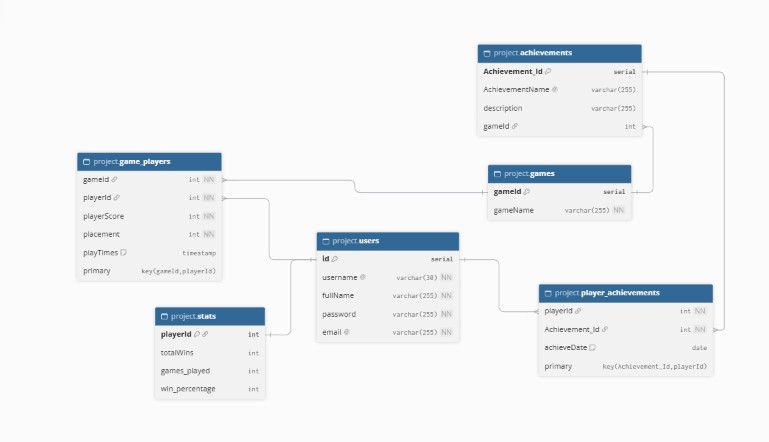 project.achievements
Achievement_Id serial
AchievementName varchar(255)
description varchar(255)
gameId int
project.game_players
gameId int NN
playerId int NN
playerScore int NN
placement int NN
playTimes timestamp
primary key(gameId,playerId)
project.games
gameId serial
gameName varchar(255) NN
project.users
id serial
username varchar(30) NN
fullName varchar(255) NN
password varchar(255) NN
email varchar(255) NN
project.player_achievements
playerId int NN
Achievement_Id int NN
achieveDate date
primary key(Achievement_Id,playerId)
project.stats
playerId int
totalWins int
games_played int
win_percentage int